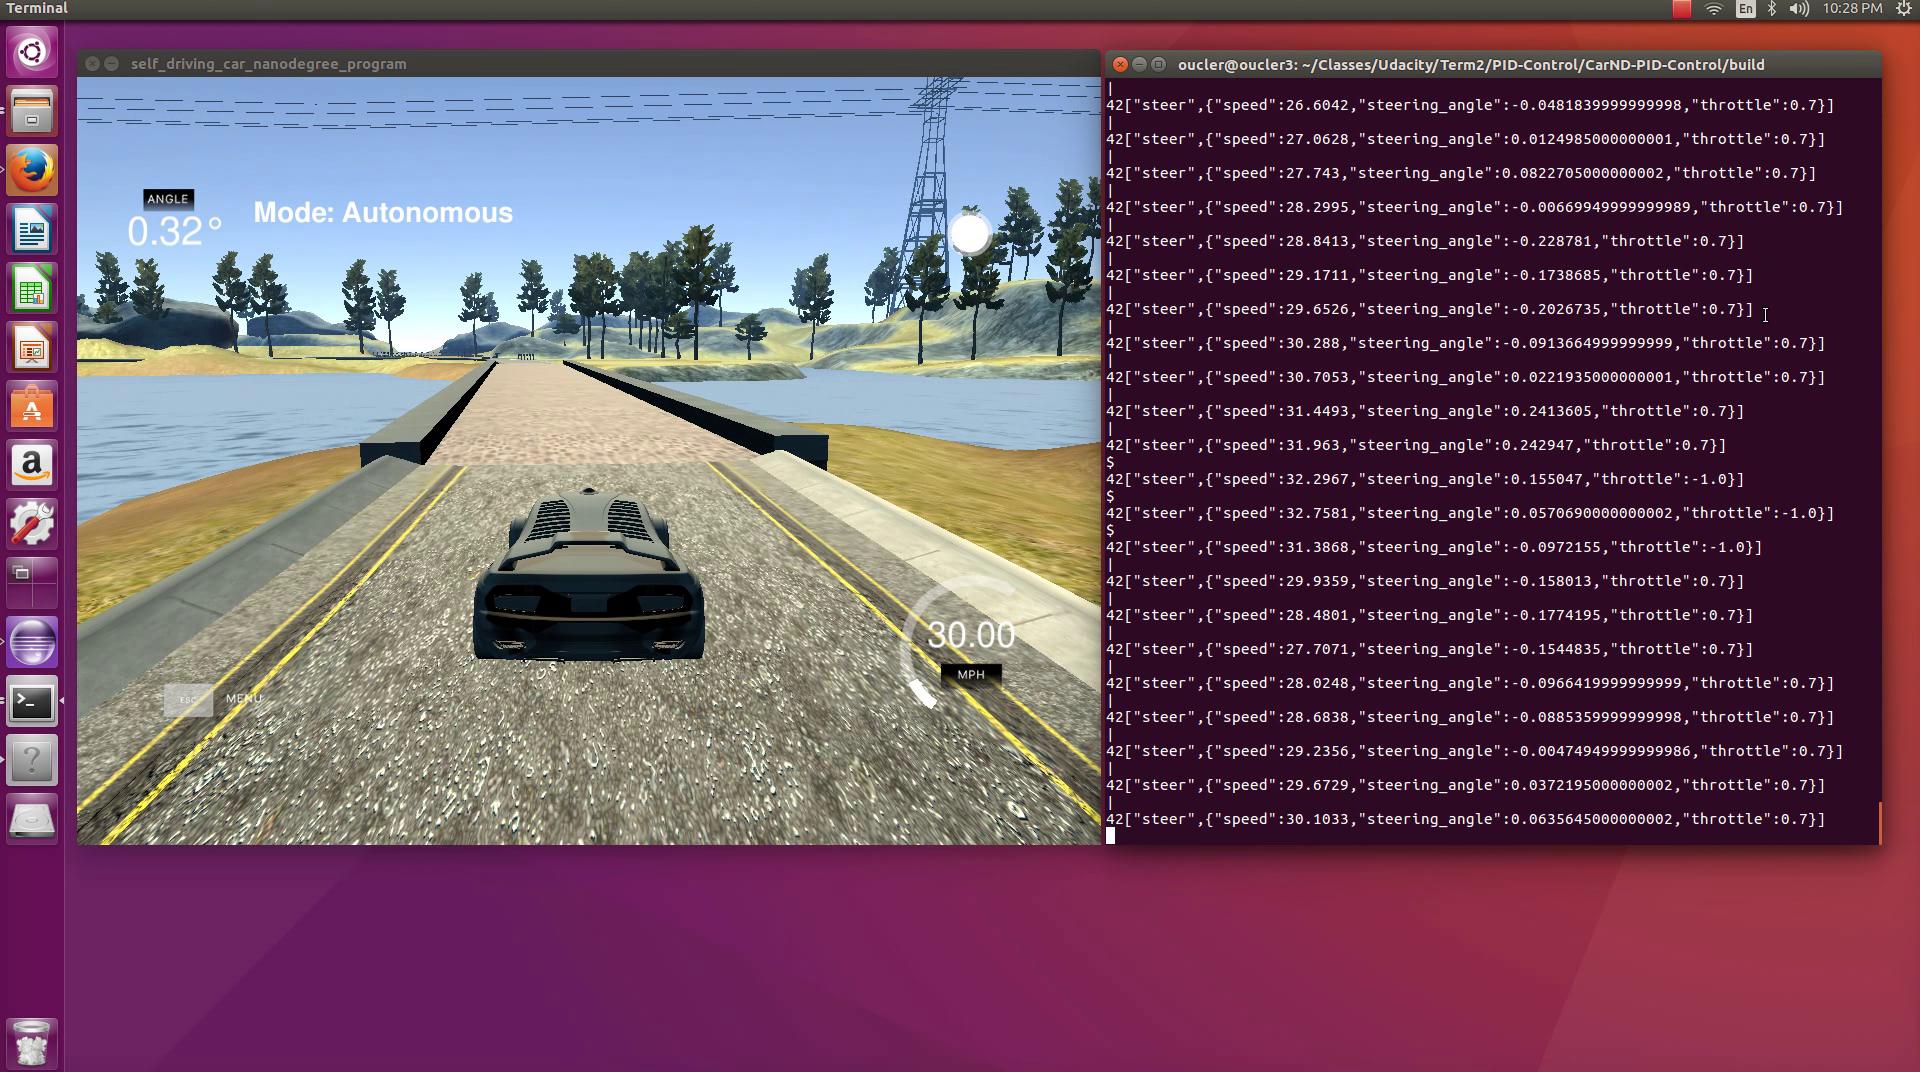 Terminal
En
10:28 PM
self_driving_car_nanodegree_program
ANGLE
0.32°
Mode: Autonomous
30.00
MPH
ESC
MENU
oucler@oucler3: ~/Classes/Udacity/Term2/PID-Control/CarND-PID-Control/build
|
42["steer",{"speed":26.6042,"steering_angle":-0.0481839999999998,"throttle":0.7}]
|
42["steer",{"speed":27.0628,"steering_angle":0.0124985000000001,"throttle":0.7}]
|
42["steer",{"speed":27.743,"steering_angle":0.0822705000000002,"throttle":0.7}]
|
42["steer",{"speed":28.2995,"steering_angle":-0.00669949999999989,"throttle":0.7}]
|
42["steer",{"speed":28.8413,"steering_angle":-0.228781,"throttle":0.7}]
|
42["steer",{"speed":29.1711,"steering_angle":-0.1738685,"throttle":0.7}]
|
42["steer",{"speed":29.6526,"steering_angle":-0.2026735,"throttle":0.7}]
|
42["steer",{"speed":30.288,"steering_angle":-0.0913664999999999,"throttle":0.7}]
|
42["steer",{"speed":30.7053,"steering_angle":0.0221935000000001,"throttle":0.7}]
|
42["steer",{"speed":31.4493,"steering_angle":0.2413605,"throttle":0.7}]
|
42["steer",{"speed":31.963,"steering_angle":0.242947,"throttle":0.7}]
$
42["steer",{"speed":32.2967,"steering_angle":0.155047,"throttle":-1.0}]
$
42["steer",{"speed":32.7581,"steering_angle":0.0570690000000002,"throttle":-1.0}]
$
42["steer",{"speed":31.3868,"steering_angle":-0.0972155,"throttle":-1.0}]
|
42["steer",{"speed":29.9359,"steering_angle":-0.158013,"throttle":0.7}]
|
42["steer",{"speed":28.4801,"steering_angle":-0.1774195,"throttle":0.7}]
|
42["steer",{"speed":27.7071,"steering_angle":-0.1544835,"throttle":0.7}]
|
42["steer",{"speed":28.0248,"steering_angle":-0.0966419999999999,"throttle":0.7}]
|
42["steer",{"speed":28.6838,"steering_angle":-0.0885359999999998,"throttle":0.7}]
|
42["steer",{"speed":29.2356,"steering_angle":-0.00474949999999986,"throttle":0.7}]
|
42["steer",{"speed":29.6729,"steering_angle":0.0372195000000002,"throttle":0.7}]
|
42["steer",{"speed":30.1033,"steering_angle":0.0635645000000002,"throttle":0.7}]